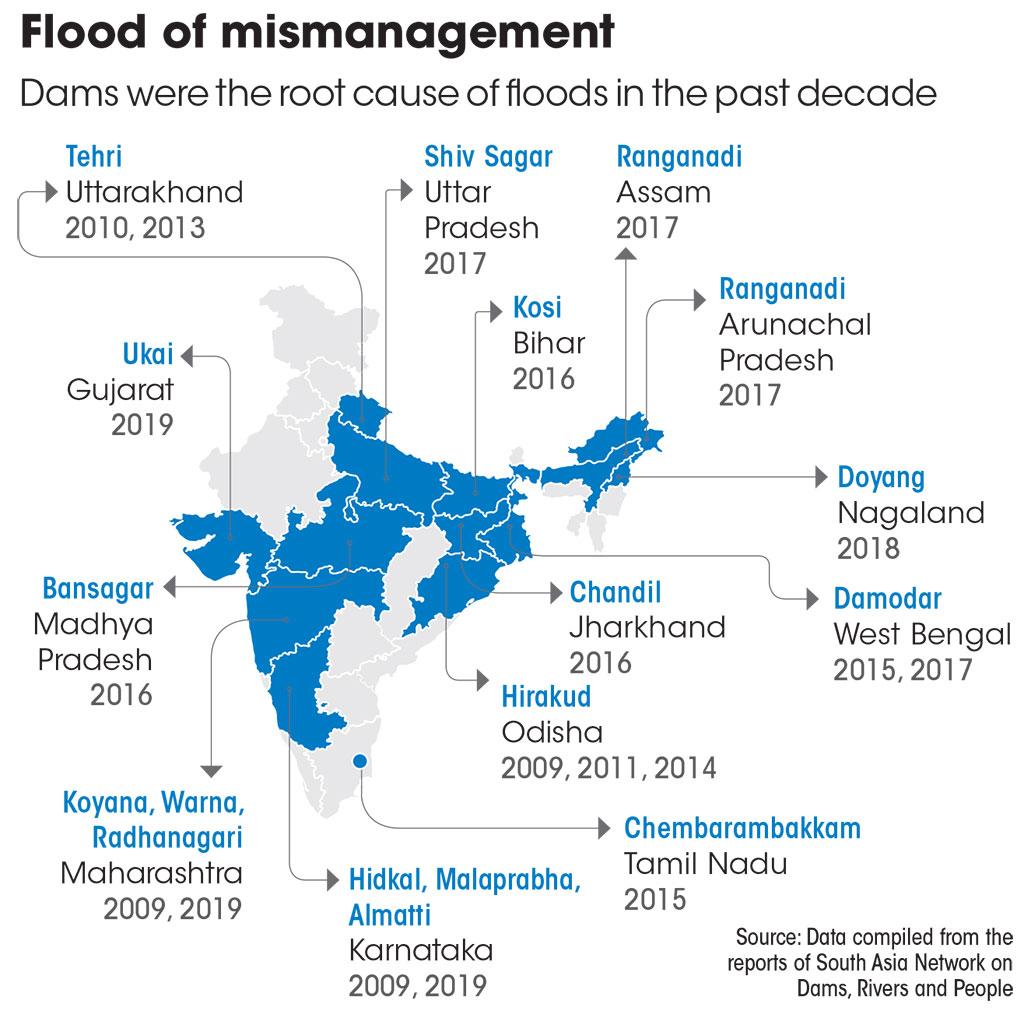 Flood of mismanagement
Dams were the root cause of floods in the past decade
Tehri
Uttarakhand
2010, 2013
Shiv Sagar
Uttar
Pradesh
2017
Ranganadi
Assam
2017
Ranganadi
Arunachal
Pradesh
2017
Kosi
Bihar
2016
Ukai
Gujarat
2019
Doyang
Nagaland
2018
Bansagar
Madhya
Pradesh
2016
Chandil
Jharkhand
2016
Damodar
West Bengal
2015, 2017
Hirakud
Odisha
2009, 2011, 2014
Koyana, Warna,
Radhanagari
Maharashtra
2009, 2019
Chembarambakkam
Tamil Nadu
2015
Hidkal, Malaprabha,
Almatti
Karnataka
2009, 2019
Source: Data compiled from the
reports of South Asia Network on
Dams, Rivers and People